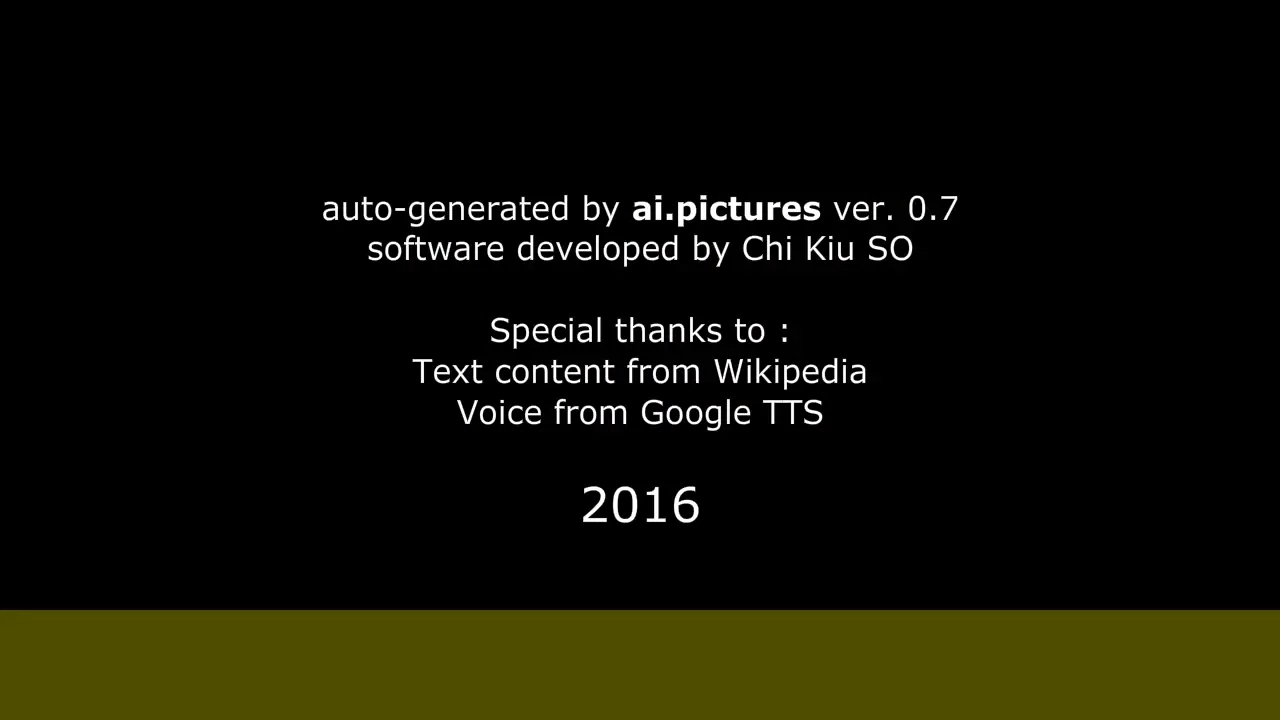 auto-generated by ai.pictures ver. 0.7
software developed by Chi Kiu SO
Special thanks to :
Text content from Wikipedia
Voice from Google TTS
2016